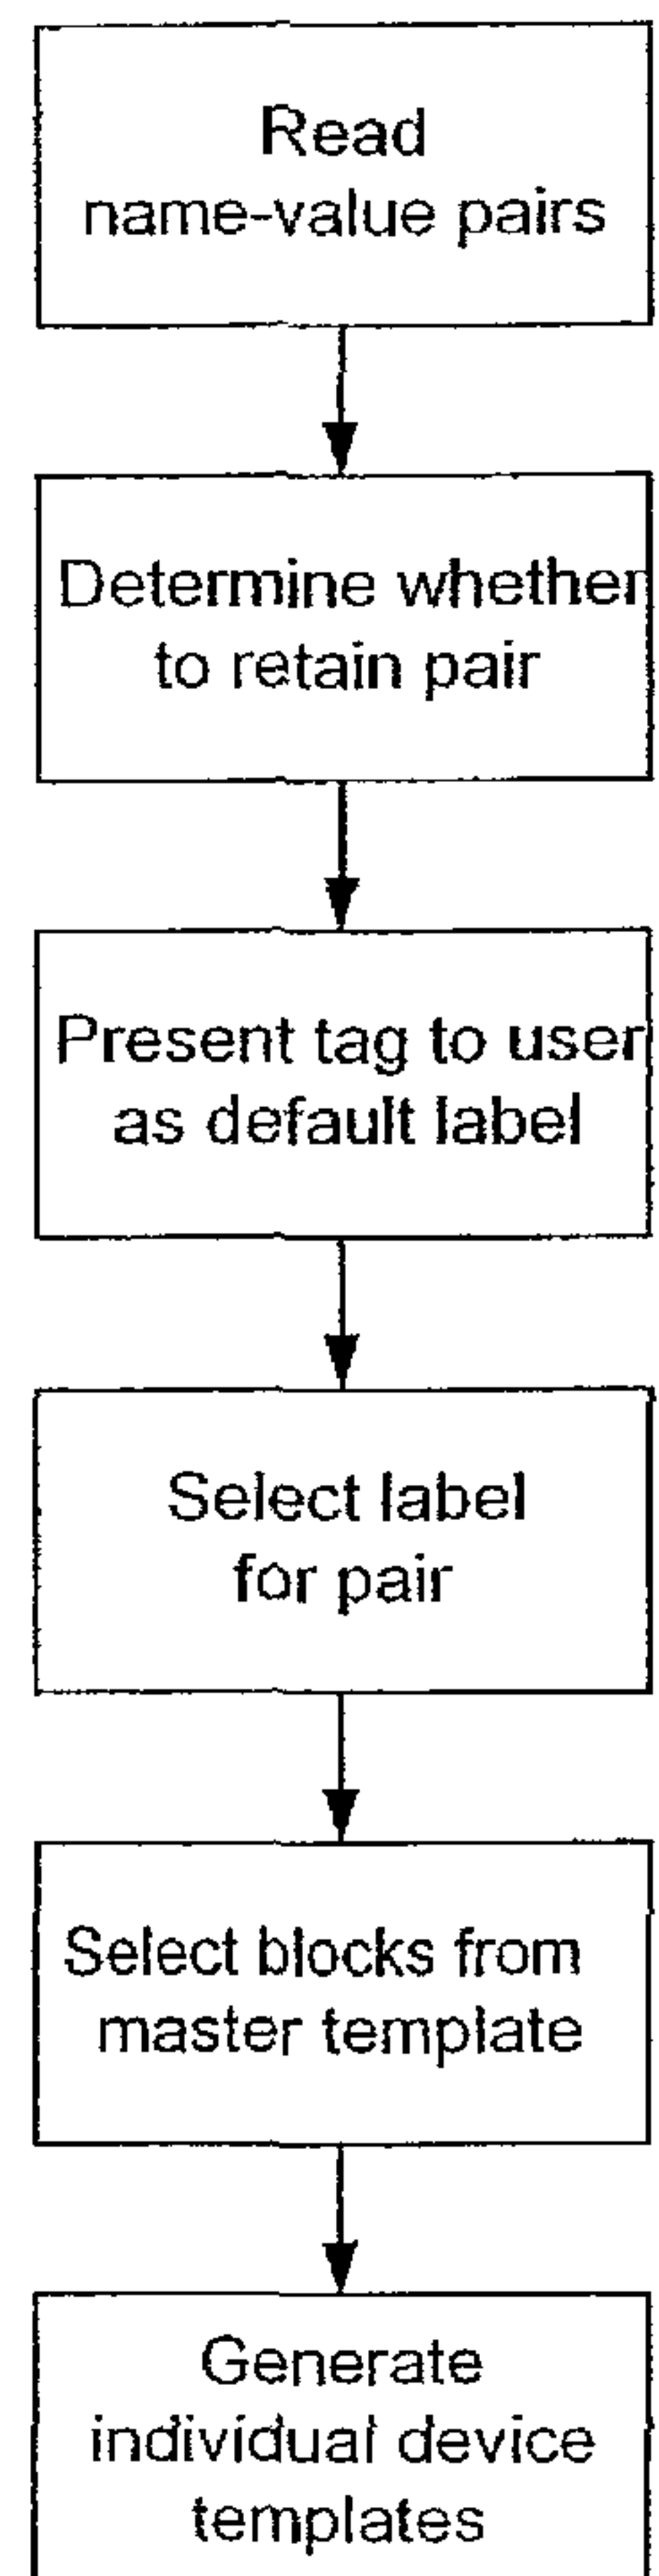 Read
name-value pairs
Determine whether
to retain pair
Present tag to user
as default label
Select label
for pair
Select blocks from
master template
Generate
individual device
templates